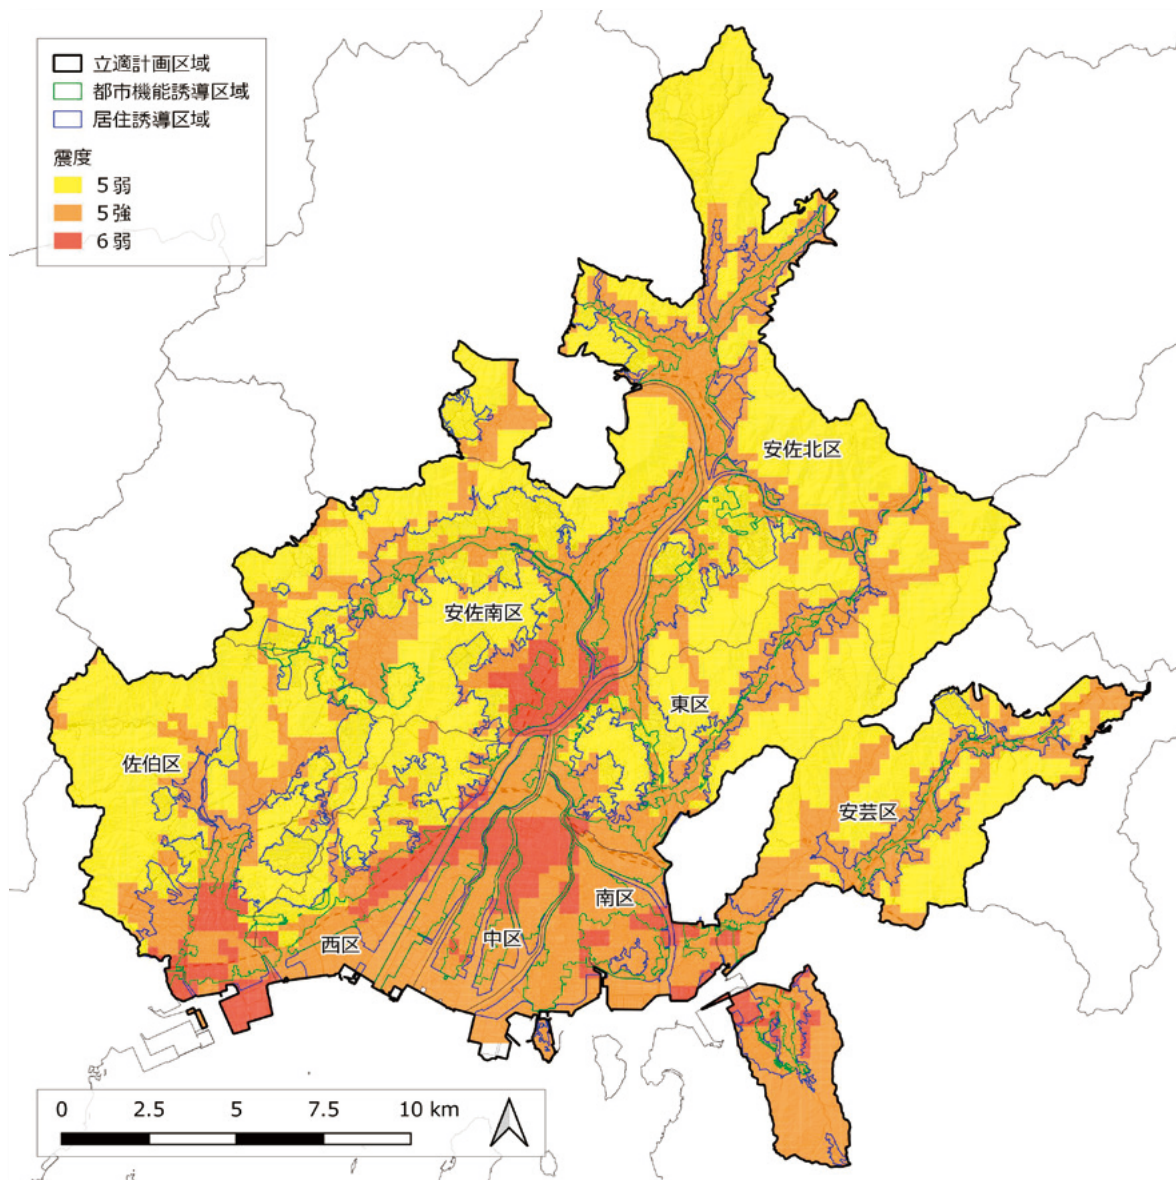 立適計画区域
都市機能誘導区域
居住誘導区域
震度
5弱
5強
6弱
安佐北区
安佐南区
東区
佐伯区
安芸区
南区
西区
中区
0 2.5 5 7.5 10 km